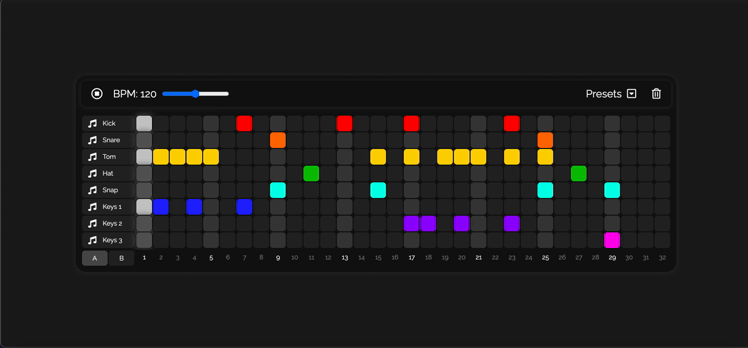 BPM: 120 Presets
Kick
Snare
Tom
Hat
Snap
Keys 1
Keys 2
Keys 3
A B 1 2 3 4 5 6 7 8 9 10 11 12 13 14 15 16 17 18 19 20 21 22 23 24 25 26 27 28 29 30 31 32